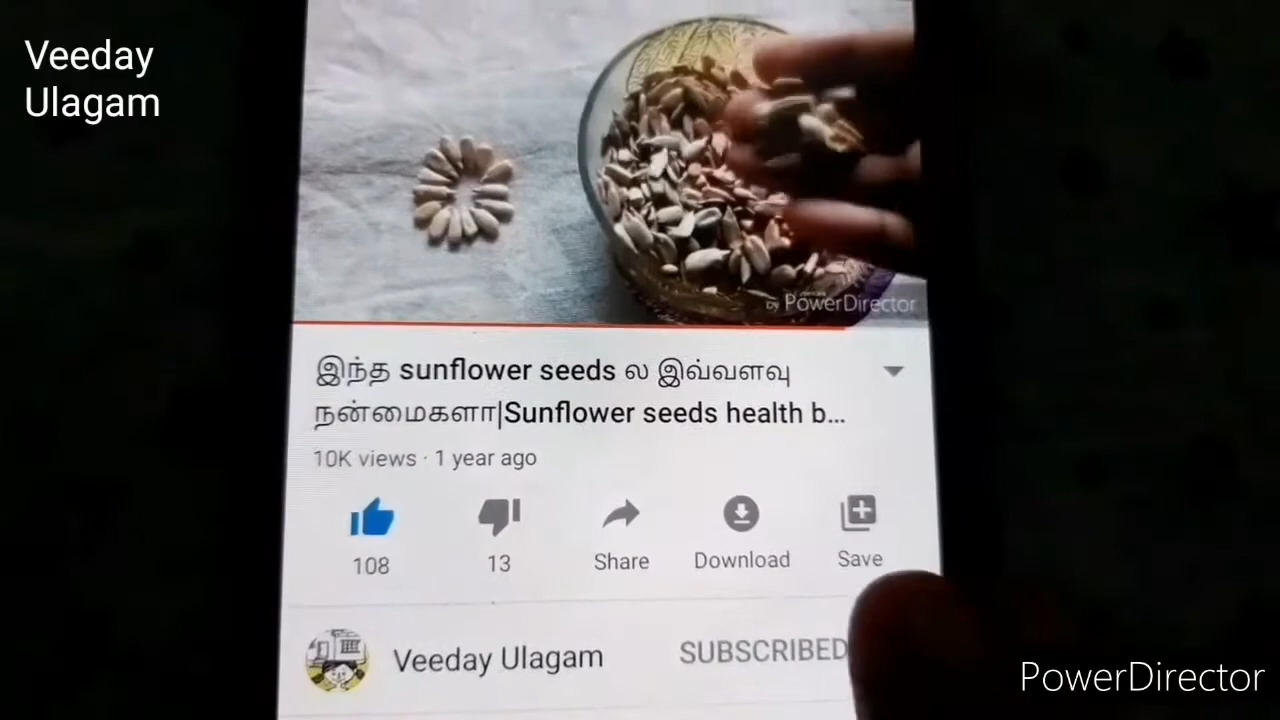 Veeday
Ulagam
by PowerDirector
இந்த sunflower seeds ல இவ்வளவு
நன்மைகளா|Sunflower seeds health b...
10K views · 1 year ago
108
13
Share
Download
Save
Veeday Ulagam
SUBSCRIBED
PowerDirector